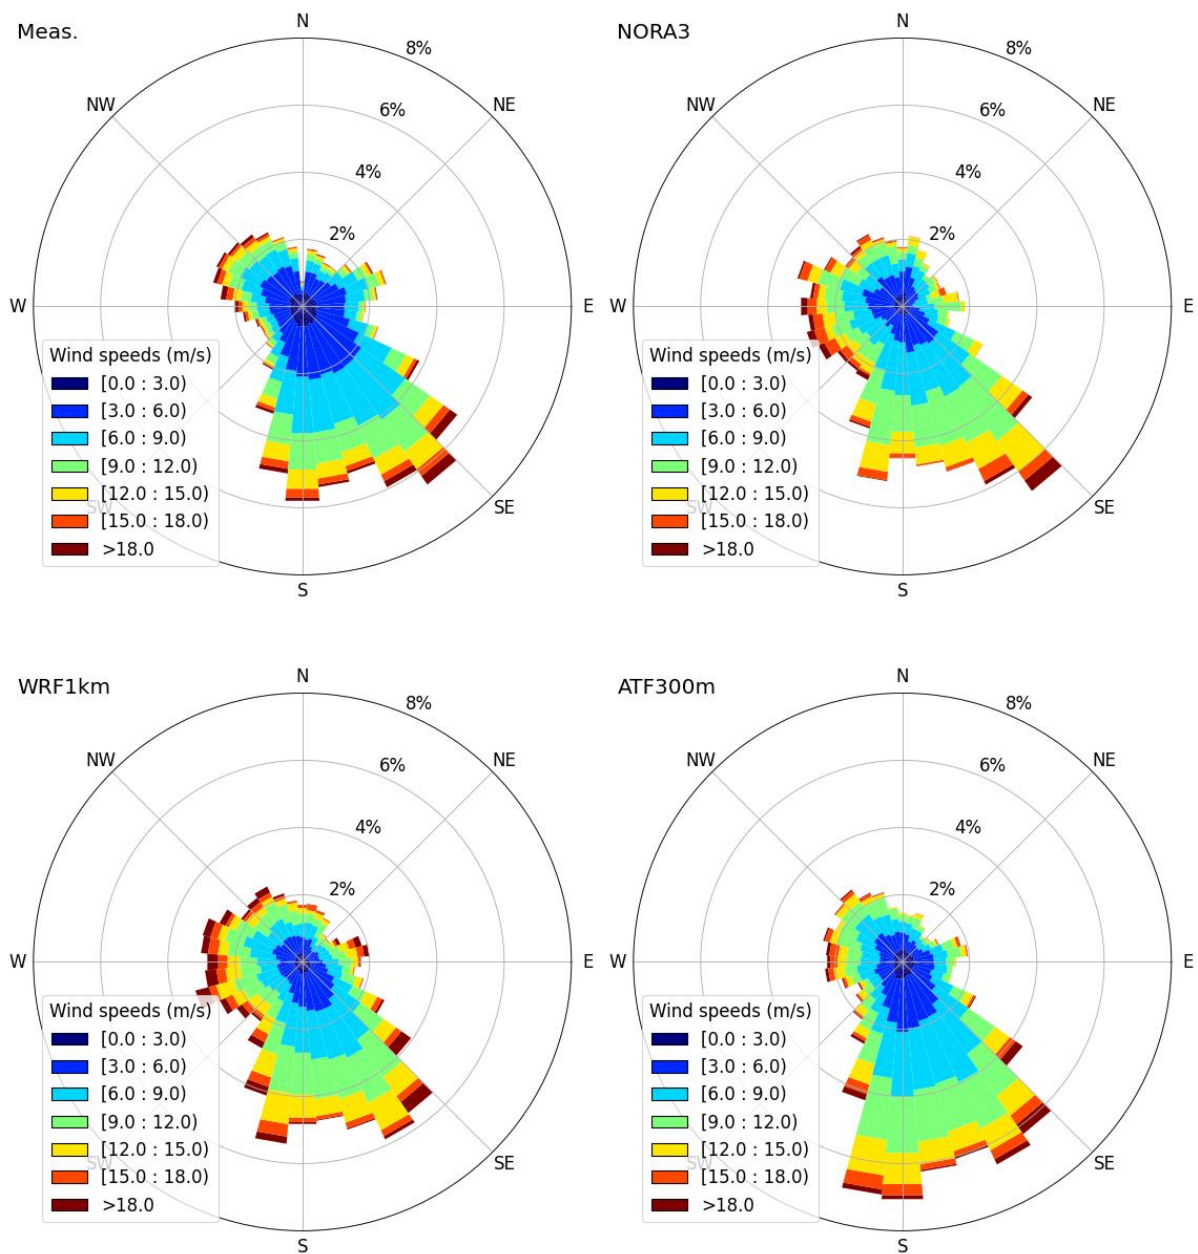 Meas.
N
NE
E
SE
S
SW
W
NW
2%
4%
6%
8%
Wind speeds (m/s)
[0.0 : 3.0)
[3.0 : 6.0)
[6.0 : 9.0)
[9.0 : 12.0)
[12.0 : 15.0)
[15.0 : 18.0)
>18.0
NORA3
N
NE
E
SE
S
SW
W
NW
2%
4%
6%
8%
Wind speeds (m/s)
[0.0 : 3.0)
[3.0 : 6.0)
[6.0 : 9.0)
[9.0 : 12.0)
[12.0 : 15.0)
[15.0 : 18.0)
>18.0
WRF1km
N
NE
E
SE
S
SW
W
NW
2%
4%
6%
8%
Wind speeds (m/s)
[0.0 : 3.0)
[3.0 : 6.0)
[6.0 : 9.0)
[9.0 : 12.0)
[12.0 : 15.0)
[15.0 : 18.0)
>18.0
ATF300m
N
NE
E
SE
S
SW
W
NW
2%
4%
6%
8%
Wind speeds (m/s)
[0.0 : 3.0)
[3.0 : 6.0)
[6.0 : 9.0)
[9.0 : 12.0)
[12.0 : 15.0)
[15.0 : 18.0)
>18.0